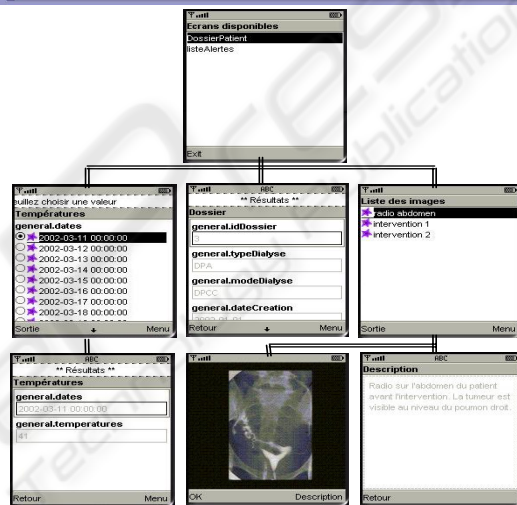 Ecrans disponibles
DossierPatient
listeAlertes
Exit
euillez choisir une valeur
Températures
general.dates
2002-03-11 00:00:00
2002-03-12 00:00:00
2002-03-13 00:00:00
2002-03-14 00:00:00
2002-03-15 00:00:00
2002-03-16 00:00:00
2002-03-17 00:00:00
2002-03-18 00:00:00
Sortie
Menu
ABC
** Résultats **
Dossier
general.idDossier
3
general.typeDialyse
DPA
general.modeDialyse
DPCC
general.dateCreation
Retour
Menu
Liste des images
radio abdomen
intervention 1
intervention 2
Sortie
Menu
ABC
** Résultats **
Températures
general.dates
2002-03-11 00:00:00
general.temperatures
41
Retour
Menu
OK
Description
ABC
Description
Radio sur l'abdomen du patient
avant l'intervention. La tumeur est
visible au niveau du poumon droit.
Retour